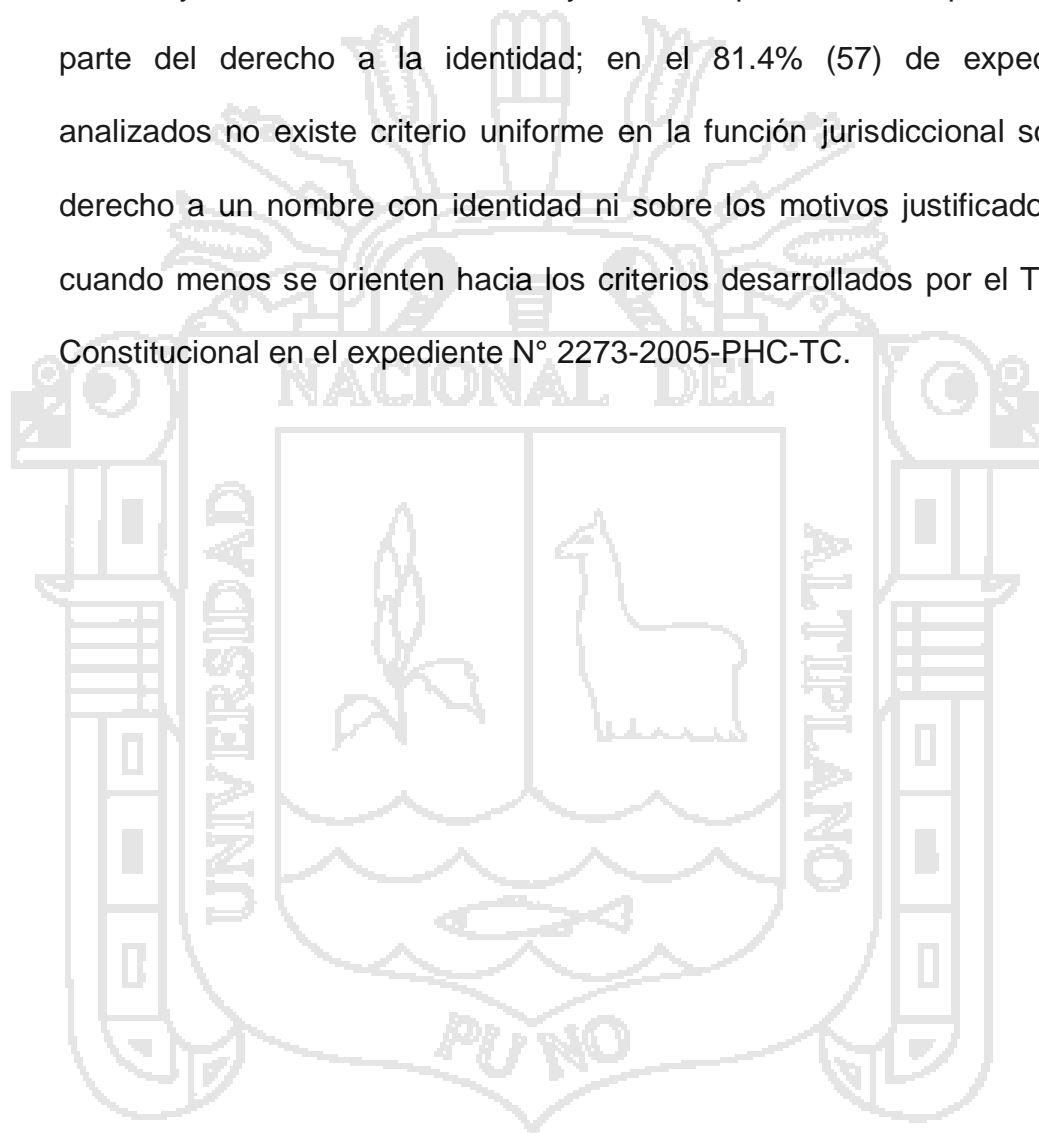 parte del derecho a la identidad; en el 81.4% (57) de
analizados no existe criterio uniforme en la función jurisdiccional
derecho a un nombre con identidad ni sobre los motivos
cuando menos se orienten hacia los criterios desarrollados por el
Constitucional en el expediente N° 2273-2005-PHC-TC.
NACIONAL DEL
UNIVERSIDAD
ALTIPLANO
PUNO